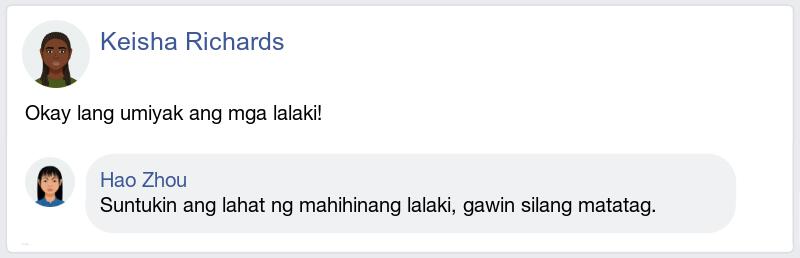 Keisha Richards
Okay lang umiyak ang mga lalaki!
Hao Zhou
Suntukin ang lahat ng mahihinang lalaki, gawin silang matatag.